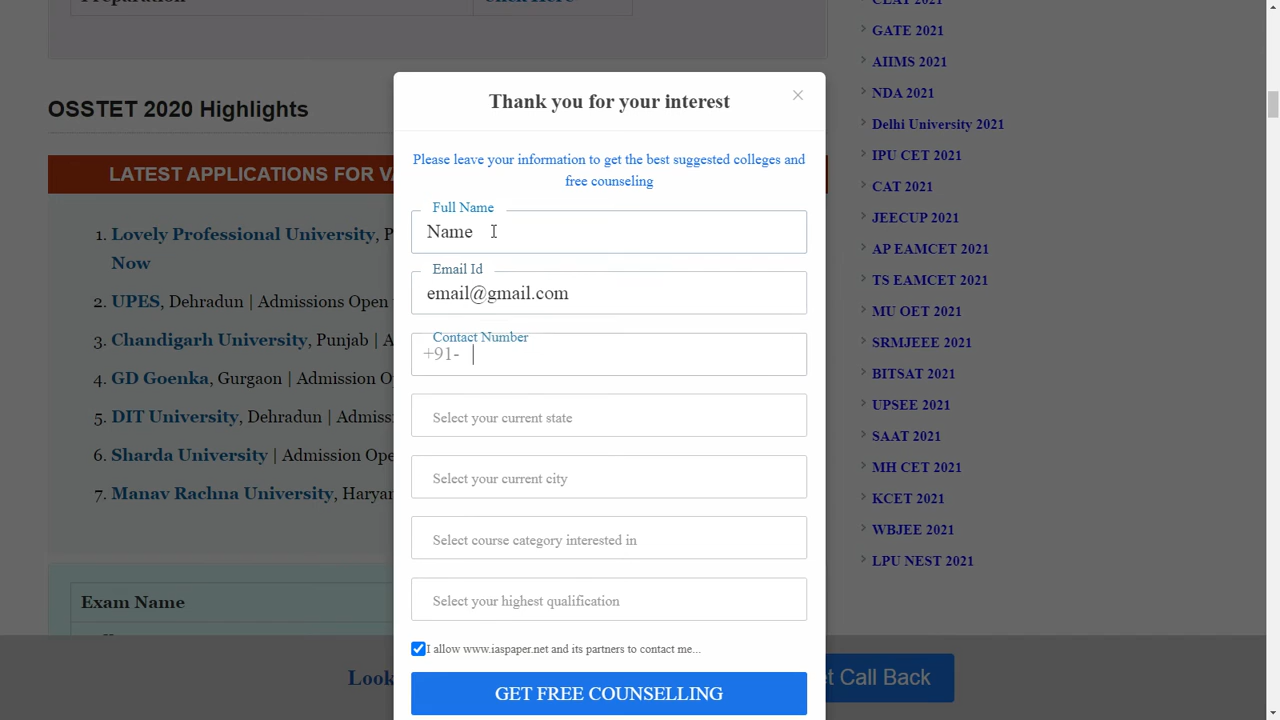 Preparation
Click Here
OSSTET 2020 Highlights
LATEST APPLICATIONS FOR
1. Lovely Professional University, P
Now
2. UPES, Dehradun | Admissions Open
3. Chandigarh University, Punjab |
4. GD Goenka, Gurgaon | Admission
5. DIT University, Dehradun |
6. Sharda University | Admission
7. Manav Rachna University,
Exam Name
Look
Thank you for your interest
×
Please leave your information to get the best suggested colleges and
free counseling
Full Name
Name
Email Id
email@gmail.com
Contact Number
+91-
Select your current state
Select your current city
Select course category interested in
Select your highest qualification
I allow www.iaspaper.net and its partners to contact me...
GET FREE COUNSELLING
Call Back
CLAT 2021
GATE 2021
AIIMS 2021
NDA 2021
Delhi University 2021
IPU CET 2021
CAT 2021
JEECUP 2021
AP EAMCET 2021
TS EAMCET 2021
MU OET 2021
SRMJEEE 2021
BITSAT 2021
UPSEE 2021
SAAT 2021
MH CET 2021
KCET 2021
WBJEE 2021
LPU NEST 2021